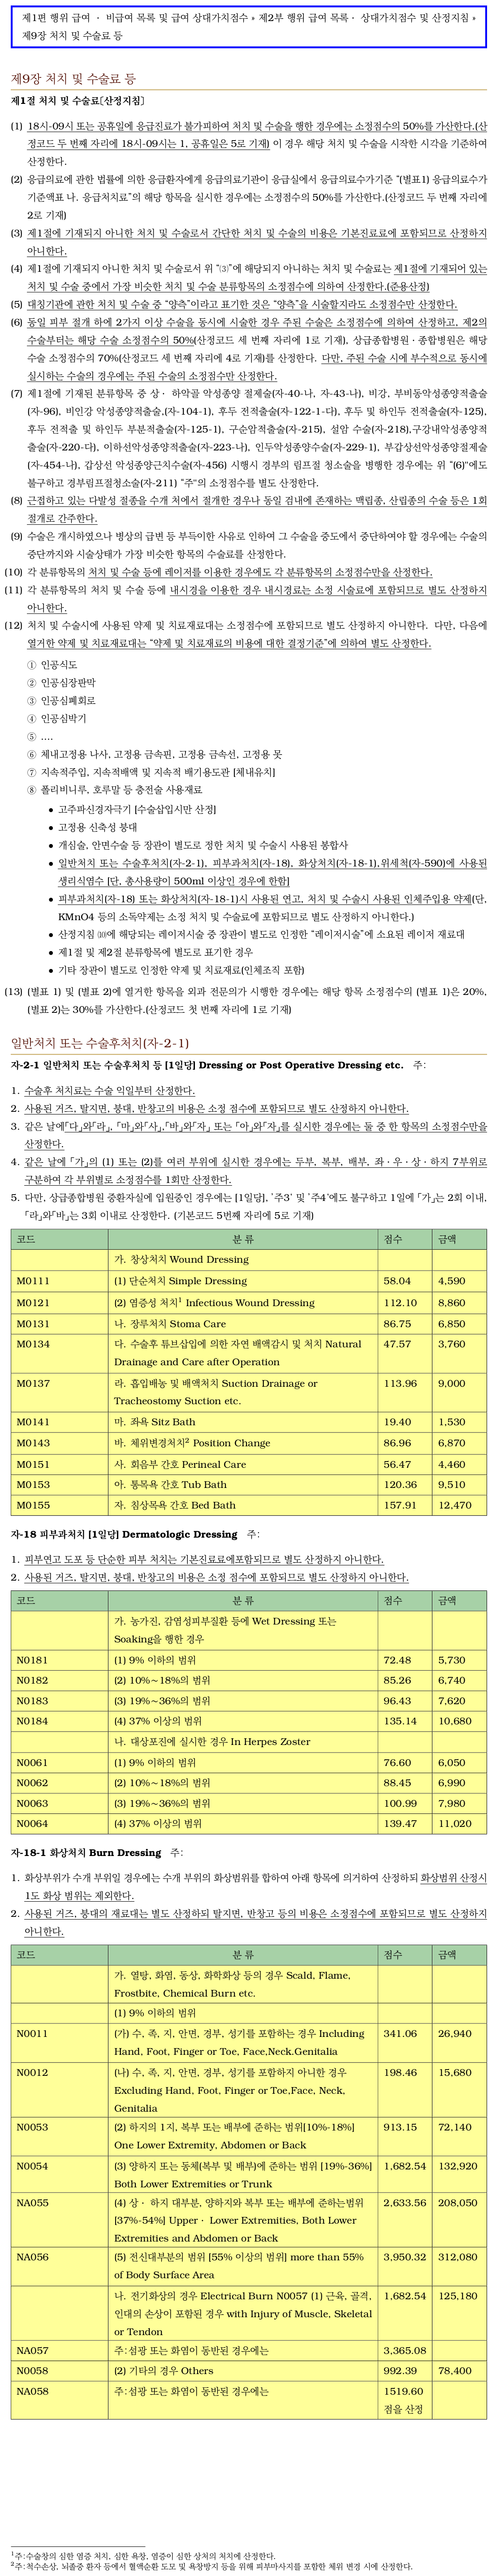 제1편 행위 급여 · 비급여 목록 및 급여 상대가치점수 » 제2부 행위 급여 목록 · 상대가치점수 및 산정지침 »
제9장 처치 및 수술료 등
제9장 처치 및 수술료 등
제1절 처치 및 수술료[산정지침]
(1) 18시-09시 또는 공휴일에 응급진료가 불가피하여 처치 및 수술을 행한 경우에는 소정점수의 50%를 가산한다.(산
정코드 두 번째 자리에 18시-09시는 1, 공휴일은 5로 기재) 이 경우 해당 처치 및 수술을 시작한 시각을 기준하여
산정한다.
(2) 응급의료에 관한 법률에 의한 응급환자에게 응급의료기관이 응급실에서 응급의료수가기준 "(별표1) 응급의료수가
기준액표 나. 응급처치료"의 해당 항목을 실시한 경우에는 소정점수의 50%를 가산한다.(산정코드 두 번째 자리에
2로 기재)
(3) 제1절에 기재되지 아니한 처치 및 수술로서 간단한 처치 및 수술의 비용은 기본진료료에 포함되므로 산정하지
아니한다.
(4) 제1절에 기재되지 아니한 처치 및 수술로서 위 "⑶"에 해당되지 아니하는 처치 및 수술료는 제1절에 기재되어 있는
처치 및 수술 중에서 가장 비슷한 처치 및 수술 분류항목의 소정점수에 의하여 산정한다.(준용산정)
(5) 대칭기관에 관한 처치 및 수술 중 "양측"이라고 표기한 것은 "양측"을 시술할지라도 소정점수만 산정한다.
(6) 동일 피부 절개 하에 2가지 이상 수술을 동시에 시술한 경우 주된 수술은 소정점수에 의하여 산정하고, 제2의
수술부터는 해당 수술 소정점수의 50%(산정코드 세 번째 자리에 1로 기재), 상급종합병원 · 종합병원은 해당
수술 소정점수의 70%(산정코드 세 번째 자리에 4로 기재)를 산정한다. 다만, 주된 수술 시에 부수적으로 동시에
실시하는 수술의 경우에는 주된 수술의 소정점수만 산정한다.
(7) 제1절에 기재된 분류항목 중 상 · 하악골 악성종양 절제술(자-40-나, 자-43-나), 비강, 부비동악성종양적출술
(자-96), 비인강 악성종양적출술,(자-104-1), 후두 전적출술(자-122-1-다), 후두 및 하인두 전적출술(자-125),
후두 전적출 및 하인두 부분적출술(자-125-1), 구순암적출술(자-215), 설암 수술(자-218),구강내악성종양적
출술(자-220-다), 이하선악성종양적출술(자-223-나), 인두악성종양수술(자-229-1), 부갑상선악성종양절제술
(자-454-나), 갑상선 악성종양근치수술(자-456) 시행시 경부의 림프절 청소술을 병행한 경우에는 위 "(6)"에도
불구하고 경부림프절청소술(자-211) "주"의 소정점수를 별도 산정한다.
(8) 근접하고 있는 다발성 절종을 수개 처에서 절개한 경우나 동일 검내에 존재하는 맥립종, 산립종의 수술 등은 1회
절개로 간주한다.
(9) 수술은 개시하였으나 병상의 급변 등 부득이한 사유로 인하여 그 수술을 중도에서 중단하여야 할 경우에는 수술의
중단까지와 시술상태가 가장 비슷한 항목의 수술료를 산정한다.
(10) 각 분류항목의 처치 및 수술 등에 레이저를 이용한 경우에도 각 분류항목의 소정점수만을 산정한다.
(11) 각 분류항목의 처치 및 수술 등에 내시경을 이용한 경우 내시경료는 소정 시술료에 포함되므로 별도 산정하지
아니한다.
(12) 처치 및 수술시에 사용된 약제 및 치료재료대는 소정점수에 포함되므로 별도 산정하지 아니한다. 다만, 다음에
열거한 약제 및 치료재료대는 "약제 및 치료재료의 비용에 대한 결정기준"에 의하여 별도 산정한다.
① 인공식도
② 인공심장판막
③ 인공심폐회로
④ 인공심박기
⑤ ....
⑥ 체내고정용 나사, 고정용 금속핀, 고정용 금속선, 고정용 못
⑦ 지속적주입, 지속적배액 및 지속적 배기용도관 [체내유치]
⑧ 폴리비니루, 호루말 등 충전술 사용재료
• 고주파신경자극기 [수술삽입시만 산정]
• 고정용 신축성 붕대
• 개심술, 안면수술 등 장관이 별도로 정한 처치 및 수술시 사용된 봉합사
• 일반처치 또는 수술후처치(자-2-1), 피부과처치(자-18), 화상처치(자-18-1),위세척(자-590)에 사용된
생리식염수 [단, 총사용량이 500ml 이상인 경우에 한함]
• 피부과처치(자-18) 또는 화상처치(자-18-1)시 사용된 연고, 처치 및 수술시 사용된 인체주입용 약제(단,
KMnO4 등의 소독약제는 소정 처치 및 수술료에 포함되므로 별도 산정하지 아니한다.)
• 산정지침 ⑽에 해당되는 레이저시술 중 장관이 별도로 인정한 "레이저시술"에 소요된 레이저 재료대
• 제1절 및 제2절 분류항목에 별도로 표기한 경우
• 기타 장관이 별도로 인정한 약제 및 치료재료(인체조직 포함)
(13) (별표 1) 및 (별표 2)에 열거한 항목을 외과 전문의가 시행한 경우에는 해당 항목 소정점수의 (별표 1)은 20%,
(별표 2)는 30%를 가산한다.(산정코드 첫 번째 자리에 1로 기재)
일반처치 또는 수술후처치(자-2-1)
자-2-1 일반처치 또는 수술후처치 등 [1일당] Dressing or Post Operative Dressing etc. 주:
1. 수술후 처치료는 수술 익일부터 산정한다.
2. 사용된 거즈, 탈지면, 붕대, 반창고의 비용은 소정 점수에 포함되므로 별도 산정하지 아니한다.
3. 같은 날에「다」와「라」, 「마」와「사」,「바」와「자」 또는 「아」와「자」를 실시한 경우에는 둘 중 한 항목의 소정점수만을
산정한다.
4. 같은 날에 「가」의 (1) 또는 (2)를 여러 부위에 실시한 경우에는 두부, 복부, 배부, 좌 · 우 · 상 · 하지 7부위로
구분하여 각 부위별로 소정점수를 1회만 산정한다.
5. 다만, 상급종합병원 중환자실에 입원중인 경우에는 [1일당], '주3' 및 '주4'에도 불구하고 1일에 「가」는 2회 이내,
「라」와「바」는 3회 이내로 산정한다. (기본코드 5번째 자리에 5로 기재)
코드 분 류 점수 금액
가. 창상처치 Wound Dressing
M0111 (1) 단순처치 Simple Dressing 58.04 4,590
M0121 (2) 염증성 처치1 Infectious Wound Dressing 112.10 8,860
M0131 나. 장루처치 Stoma Care 86.75 6,850
M0134 다. 수술후 튜브삽입에 의한 자연 배액감시 및 처치 Natural 47.57 3,760
Drainage and Care after Operation
M0137 라. 흡입배농 및 배액처치 Suction Drainage or 113.96 9,000
Tracheostomy Suction etc.
M0141 마. 좌욕 Sitz Bath 19.40 1,530
M0143 바. 체위변경처치2 Position Change 86.96 6,870
M0151 사. 회음부 간호 Perineal Care 56.47 4,460
M0153 아. 통목욕 간호 Tub Bath 120.36 9,510
M0155 자. 침상목욕 간호 Bed Bath 157.91 12,470
자-18 피부과처치 [1일당] Dermatologic Dressing 주:
1. 피부연고 도포 등 단순한 피부 처치는 기본진료료에포함되므로 별도 산정하지 아니한다.
2. 사용된 거즈, 탈지면, 붕대, 반창고의 비용은 소정 점수에 포함되므로 별도 산정하지 아니한다.
코드 분 류 점수 금액
가. 농가진, 감염성피부질환 등에 Wet Dressing 또는
Soaking을 행한 경우
N0181 (1) 9% 이하의 범위 72.48 5,730
N0182 (2) 10%~18%의 범위 85.26 6,740
N0183 (3) 19%~36%의 범위 96.43 7,620
N0184 (4) 37% 이상의 범위 135.14 10,680
나. 대상포진에 실시한 경우 In Herpes Zoster
N0061 (1) 9% 이하의 범위 76.60 6,050
N0062 (2) 10%~18%의 범위 88.45 6,990
N0063 (3) 19%~36%의 범위 100.99 7,980
N0064 (4) 37% 이상의 범위 139.47 11,020
자-18-1 화상처치 Burn Dressing 주:
1. 화상부위가 수개 부위일 경우에는 수개 부위의 화상범위를 합하여 아래 항목에 의거하여 산정하되 화상범위 산정시
1도 화상 범위는 제외한다.
2. 사용된 거즈, 붕대의 재료대는 별도 산정하되 탈지면, 반창고 등의 비용은 소정점수에 포함되므로 별도 산정하지
아니한다.
코드 분 류 점수 금액
가. 열탕, 화염, 동상, 화학화상 등의 경우 Scald, Flame,
Frostbite, Chemical Burn etc.
(1) 9% 이하의 범위
N0011 (가) 수, 족, 지, 안면, 경부, 성기를 포함하는 경우 Including 341.06 26,940
Hand, Foot, Finger or Toe, Face,Neck.Genitalia
N0012 (나) 수, 족, 지, 안면, 경부, 성기를 포함하지 아니한 경우 198.46 15,680
Excluding Hand, Foot, Finger or Toe,Face, Neck,
Genitalia
N0053 (2) 하지의 1지, 복부 또는 배부에 준하는 범위[10%-18%] 913.15 72,140
One Lower Extremity, Abdomen or Back
N0054 (3) 양하지 또는 동체(복부 및 배부)에 준하는 범위 [19%-36%] 1,682.54 132,920
Both Lower Extremities or Trunk
NA055 (4) 상 · 하지 대부분, 양하지와 복부 또는 배부에 준하는범위 2,633.56 208,050
[37%-54%] Upper · Lower Extremities, Both Lower
Extremities and Abdomen or Back
NA056 (5) 전신대부분의 범위 [55% 이상의 범위] more than 55% 3.950.32 312,080
of Body Surface Area
나. 전기화상의 경우 Electrical Burn N0057 (1) 근육, 골격, 1,682.54 125,180
인대의 손상이 포함된 경우 with Injury of Muscle, Skeletal
or Tendon
NA057 주:섬광 또는 화염이 동반된 경우에는 3,365.08
N0058 (2) 기타의 경우 Others 992.39 78,400
NA058 주:섬광 또는 화염이 동반된 경우에는 1519.60
점을 산정
1주:수술창의 심한 염증 처치, 심한 욕창, 염증이 심한 상처의 처치에 산정한다.
2주:척수손상, 뇌졸중 환자 등에서 혈액순환 도모 및 욕창방지 등을 위해 피부마사지를 포함한 체위 변경 시에 산정한다.